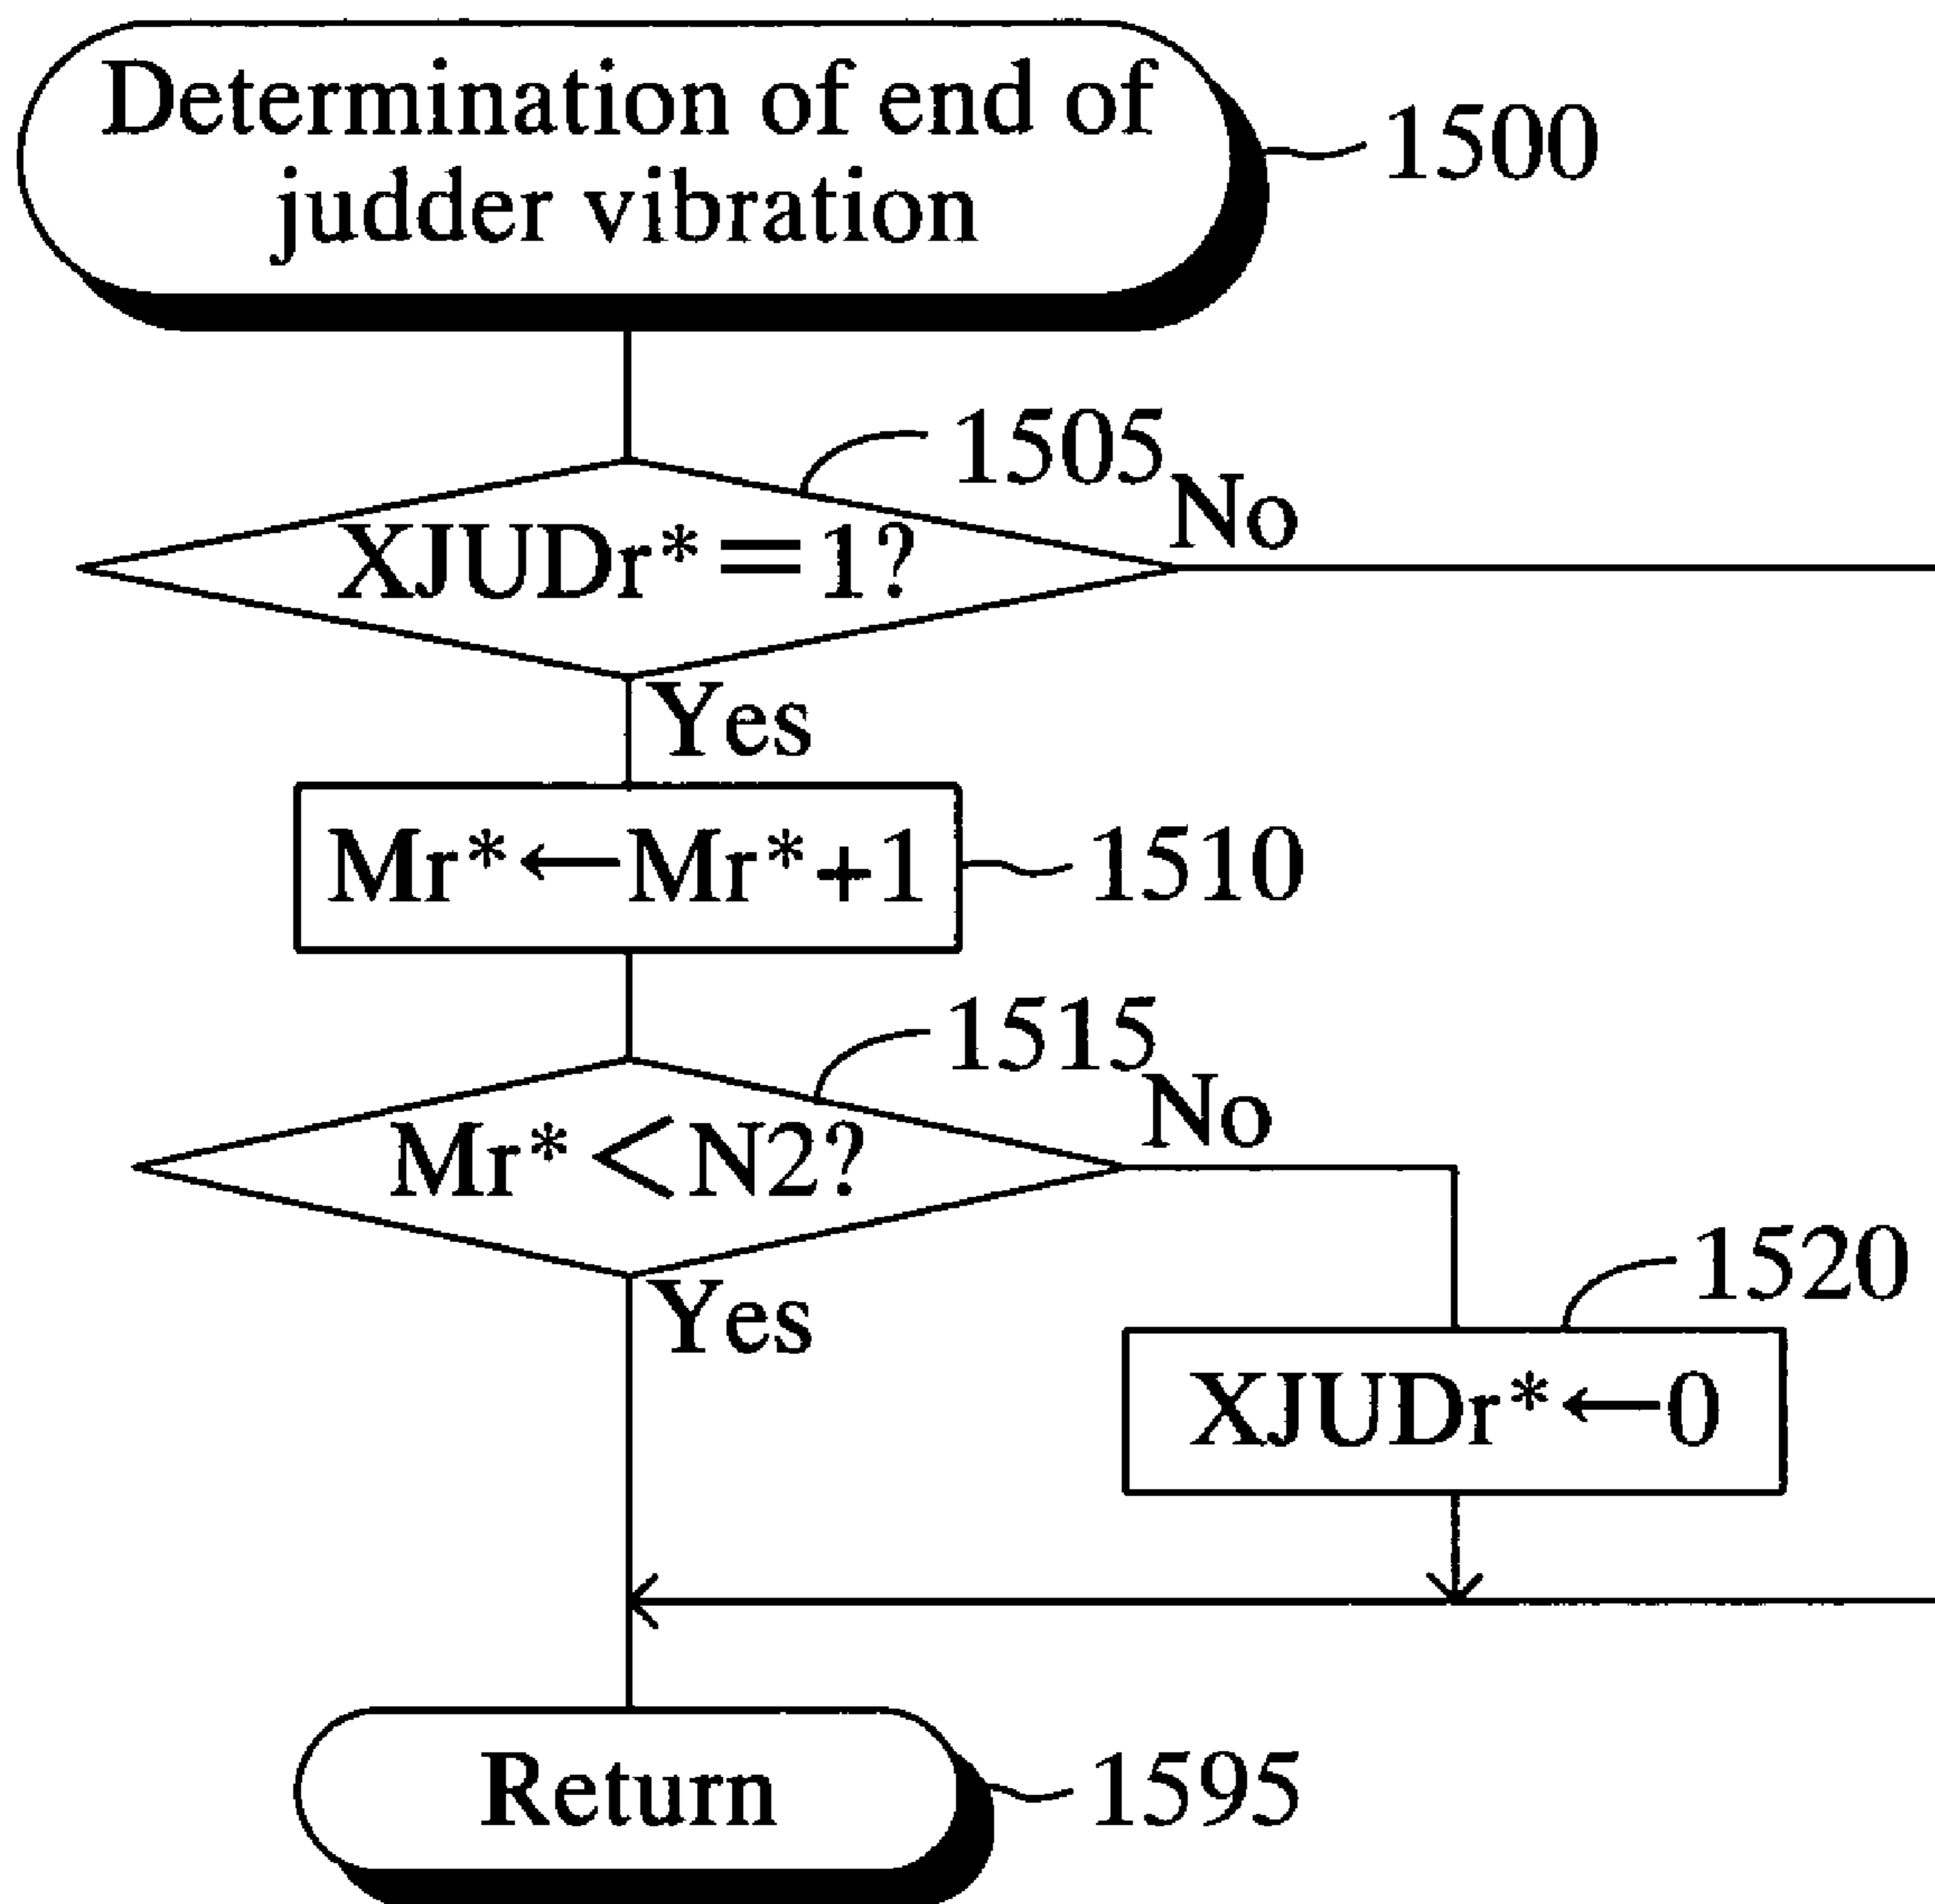 Determination of end of
judder vibration
1500
1505
No
XJUDr*=1?
Yes
Mr*←Mr*+1
1510
1515
No
Mr*<N2?
Yes
1520
XJUDr*←0
Return
1595